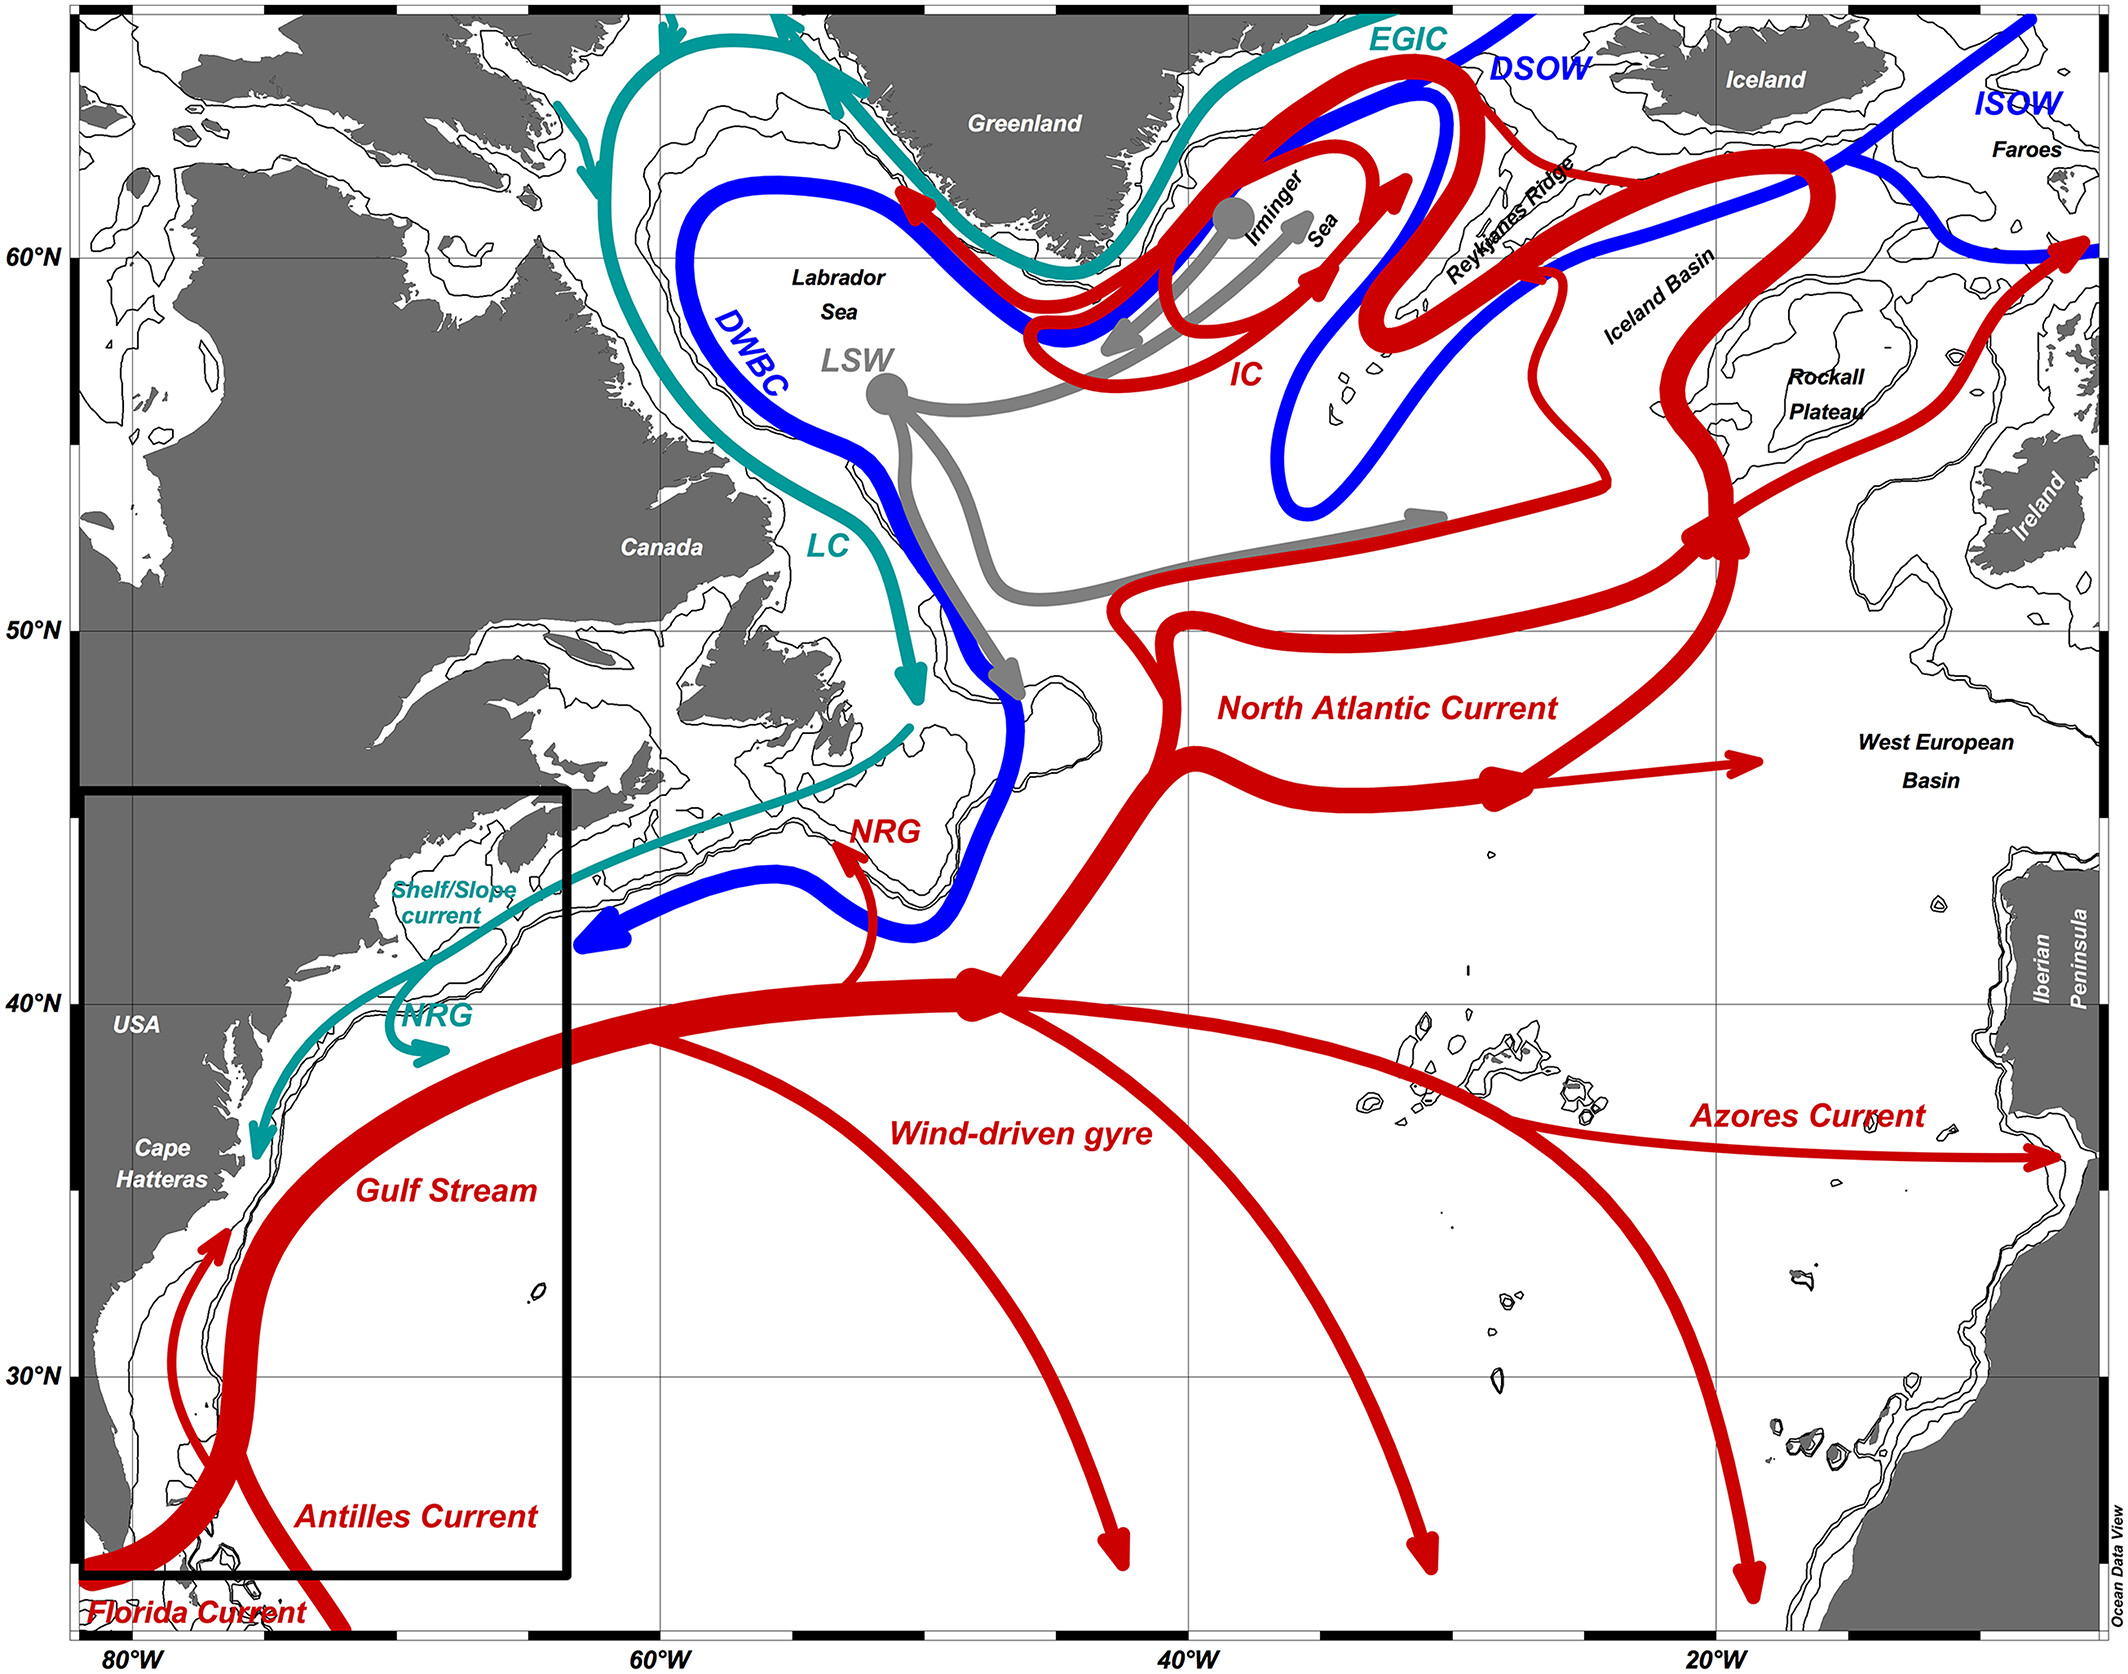 EGIC
DSOW
Iceland
ISOW
Greenland
Faroes
Irminger
Sea
Reykjanes Ridge
60°N
Labrador
Sea
Iceland Basin
DWBC
LSW
IC
Rockall
Plateau
Ireland
Canada
LC
50°N
North Atlantic Current
West European
Basin
NRG
Shelf/Slope
current
Iberian
Peninsula
40°N
USA
NRG
Azores Current
Wind-driven gyre
Cape
Hatteras
Gulf Stream
30°N
Antilles Current
Florida Current
Ocean Data View
80°W
60°W
40°W
20°W